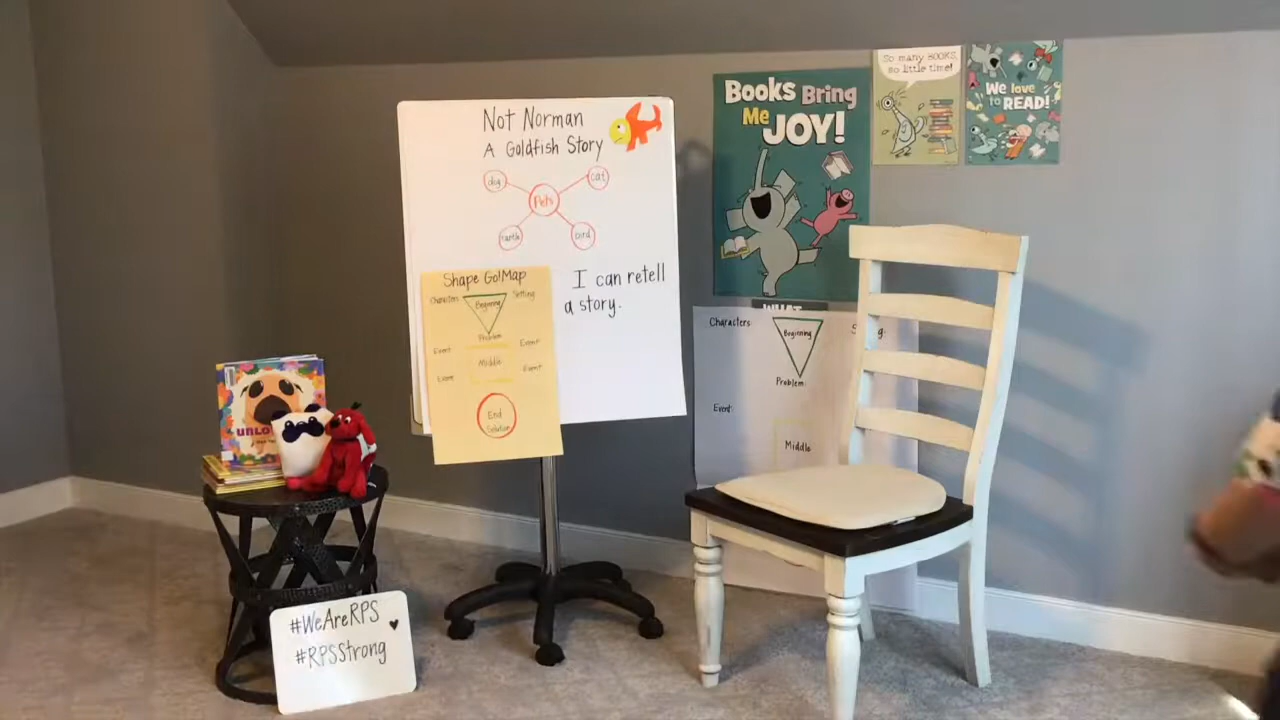 Not Norman
A Goldfish Story
dog
cat
Pets
bird
I can retell
a story.
Shape Go! Map
Characters
Beginning
Setting
Problem
Event
Event
Middle
Event
Event
End
Solution
Books Bring
Me
JOY!
So many BOOKS,
so little time!
We love
to READ!
Characters
Beginning
Problem
Event
Middle
#WeAreRPS
#RPSStrong